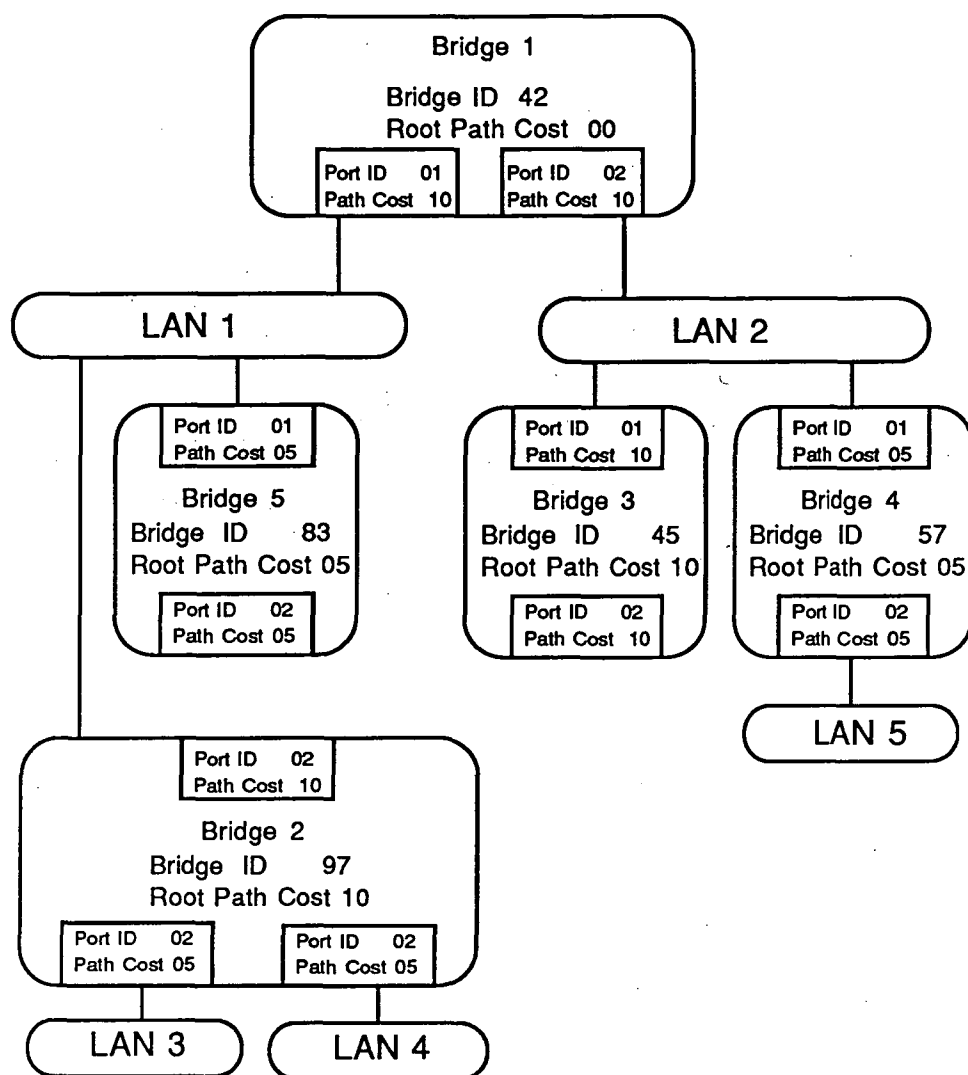 Bridge 1
Bridge ID 42
Root Path Cost 00
Port ID 01
Path Cost 10
Port ID 02
Path Cost 10
LAN 1
LAN 2
Port ID 01
Path Cost 05
Bridge 5
Bridge ID 83
Root Path Cost 05
Port ID 02
Path Cost 05
Port ID 01
Path Cost 10
Bridge 3
Bridge ID 45
Root Path Cost 10
Port ID 02
Path Cost 10
Port ID 01
Path Cost 05
Bridge 4
Bridge ID 57
Root Path Cost 05
Port ID 02
Path Cost 05
LAN 5
Port ID 02
Path Cost 10
Bridge 2
Bridge ID 97
Root Path Cost 10
Port ID 02
Path Cost 05
Port ID 02
Path Cost 05
LAN 3
LAN 4